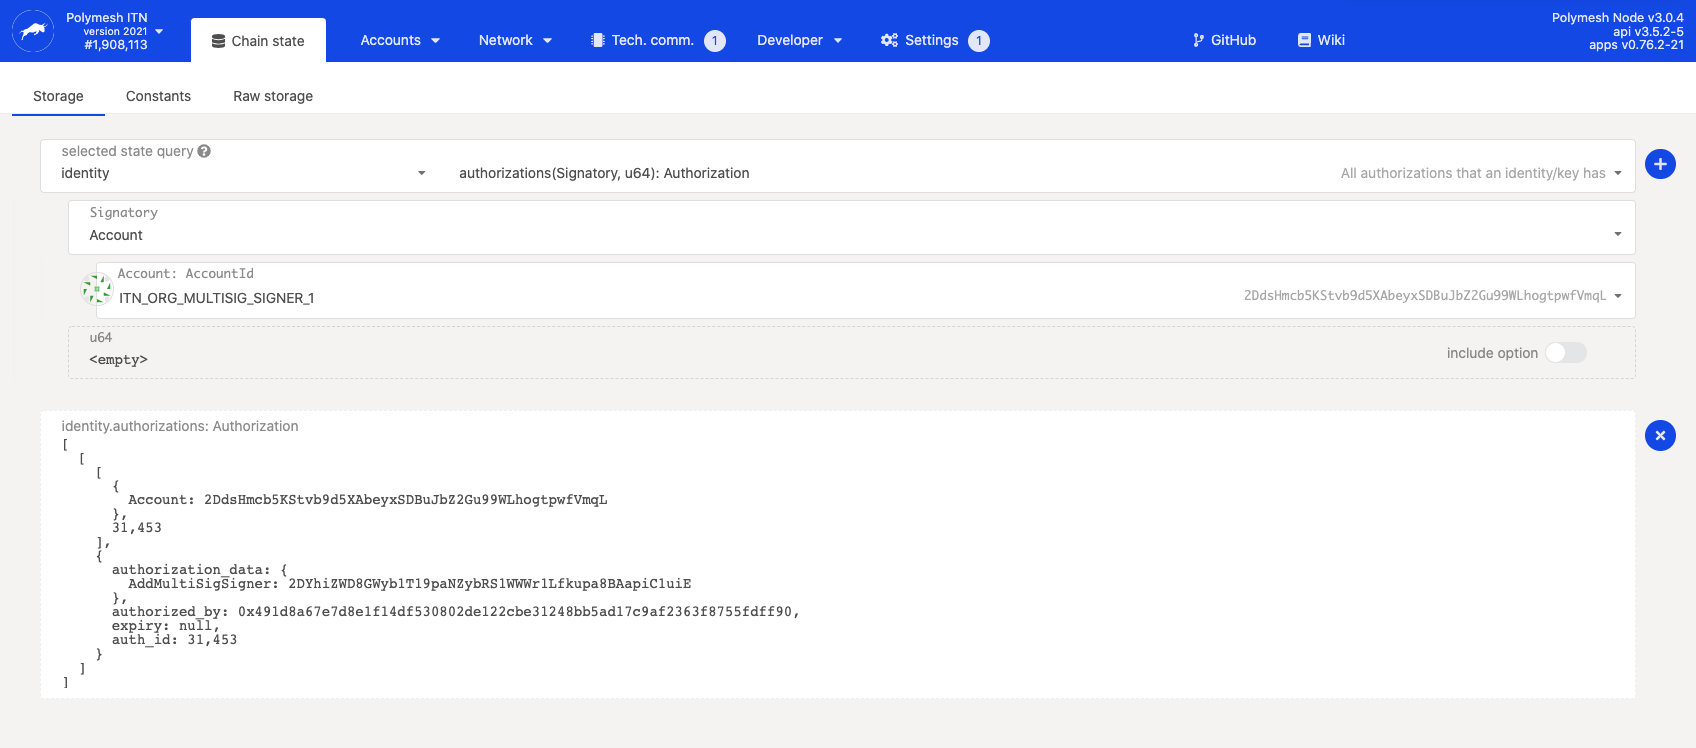 Polymesh ITN
version 2021
#1,908,113
Chain state
Accounts
Network
Tech. comm. 1
Developer
Settings 1
GitHub
Wiki
Polymesh Node v3.0.4
api v3.5.2-5
apps v0.76.2-21
Storage
Constants
Raw storage
selected state query
identity
authorizations(Signatory, u64): Authorization
All authorizations that an identity/key has
Signatory
Account
Account: AccountId
ITN_ORG_MULTISIG_SIGNER_1
2DdsHmcb5KStvb9d5XAbeyxSDBuJbZ2Gu99WLhogtpwfVmqL
u64
<empty>
include option
identity.authorizations: Authorization
[
[
[
{
Account: 2DdsHmcb5KStvb9d5XAbeyxSDBuJbZ2Gu99WLhogtpwfVmqL
},
31,453
],
{
authorization_data: {
AddMultiSigSigner: 2DYhiZWD8GWyb1T19paNZybRS1WWWr1Lfkupa8BAapiC1uiE
},
authorized_by: 0x491d8a67e7d8e1f14df530802de122cbe31248bb5ad17c9af2363f8755fdff90,
expiry: null,
auth_id: 31,453
}
]
]